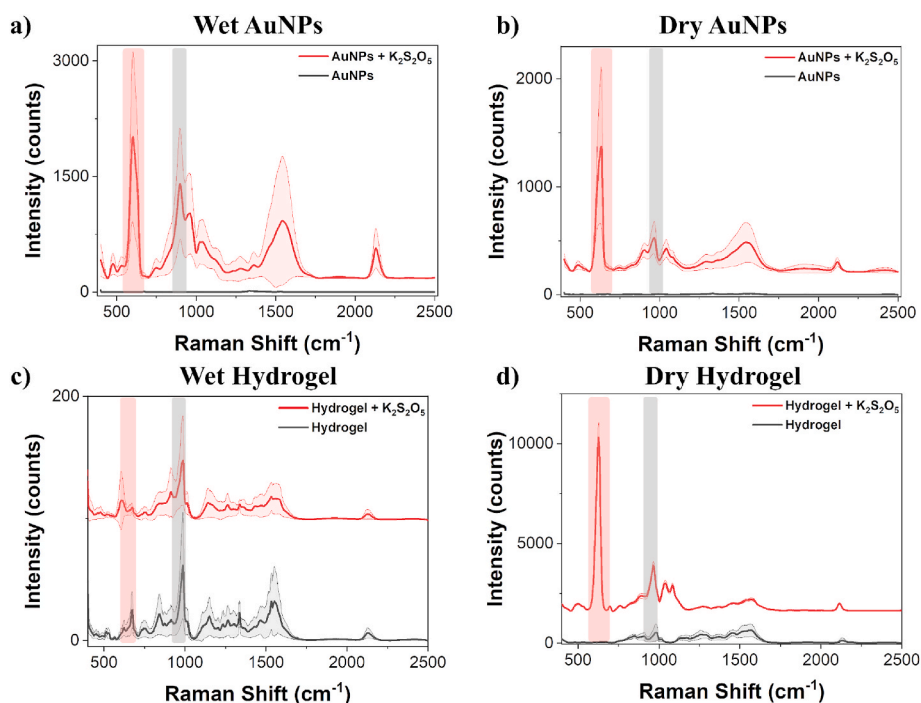 a)
Wet AuNPs
Intensity (counts)
3000
1500
0
AuNPs + K₂S₂O₅
AuNPs
500 1000 1500 2000 2500
Raman Shift (cm⁻¹)
b)
Dry AuNPs
Intensity (counts)
2000
1000
0
AuNPs + K₂S₂O₅
AuNPs
500 1000 1500 2000 2500
Raman Shift (cm⁻¹)
c)
Wet Hydrogel
Intensity (counts)
200
100
0
Hydrogel + K₂S₂O₅
Hydrogel
500 1000 1500 2000 2500
Raman Shift (cm⁻¹)
d)
Dry Hydrogel
Intensity (counts)
10000
5000
0
Hydrogel + K₂S₂O₅
Hydrogel
500 1000 1500 2000 2500
Raman Shift (cm⁻¹)